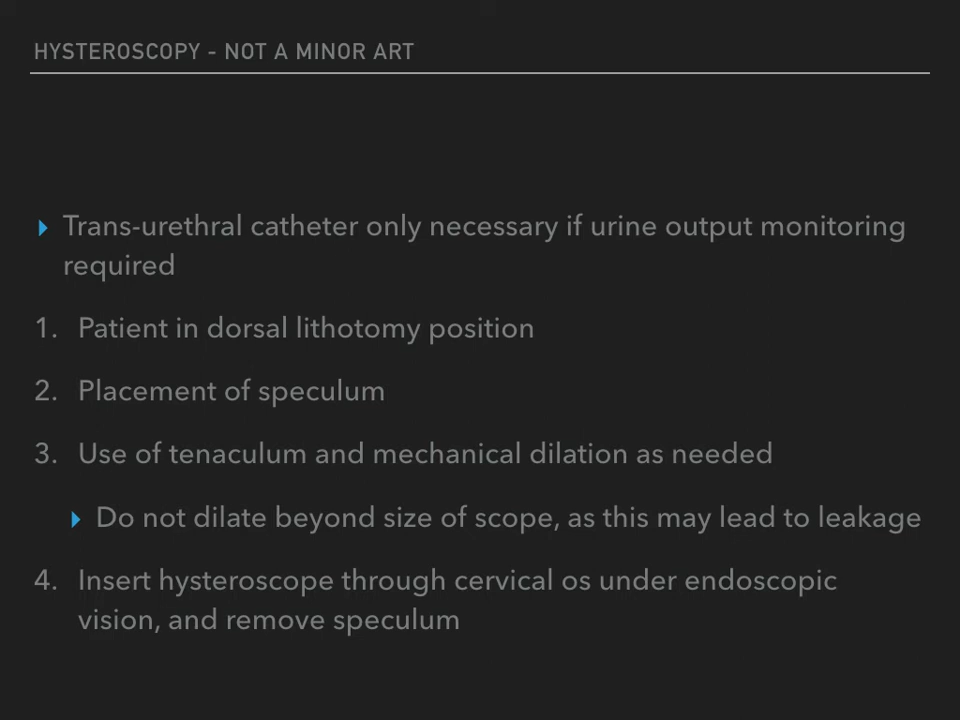 HYSTEROSCOPY - NOT A MINOR ART
Trans-urethral catheter only necessary if urine output monitoring
required
1. Patient in dorsal lithotomy position
2. Placement of speculum
3. Use of tenaculum and mechanical dilation as needed
Do not dilate beyond size of scope, as this may lead to leakage
4. Insert hysteroscope through cervical os under endoscopic
vision, and remove speculum